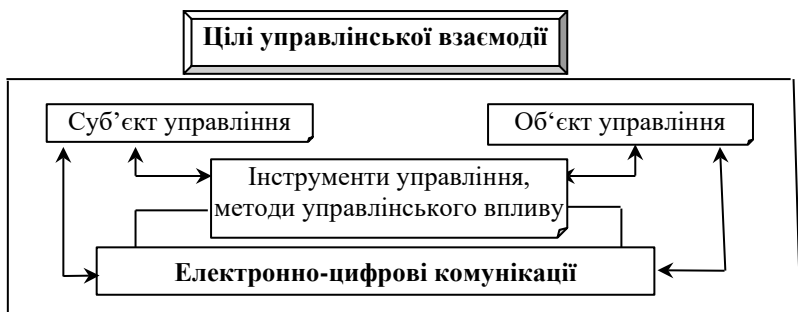 Цілі управлінської взаємодії
Суб’єкт управління
Об‘єкт управління
Інструменти управління,
методи управлінського впливу
Електронно-цифрові комунікації